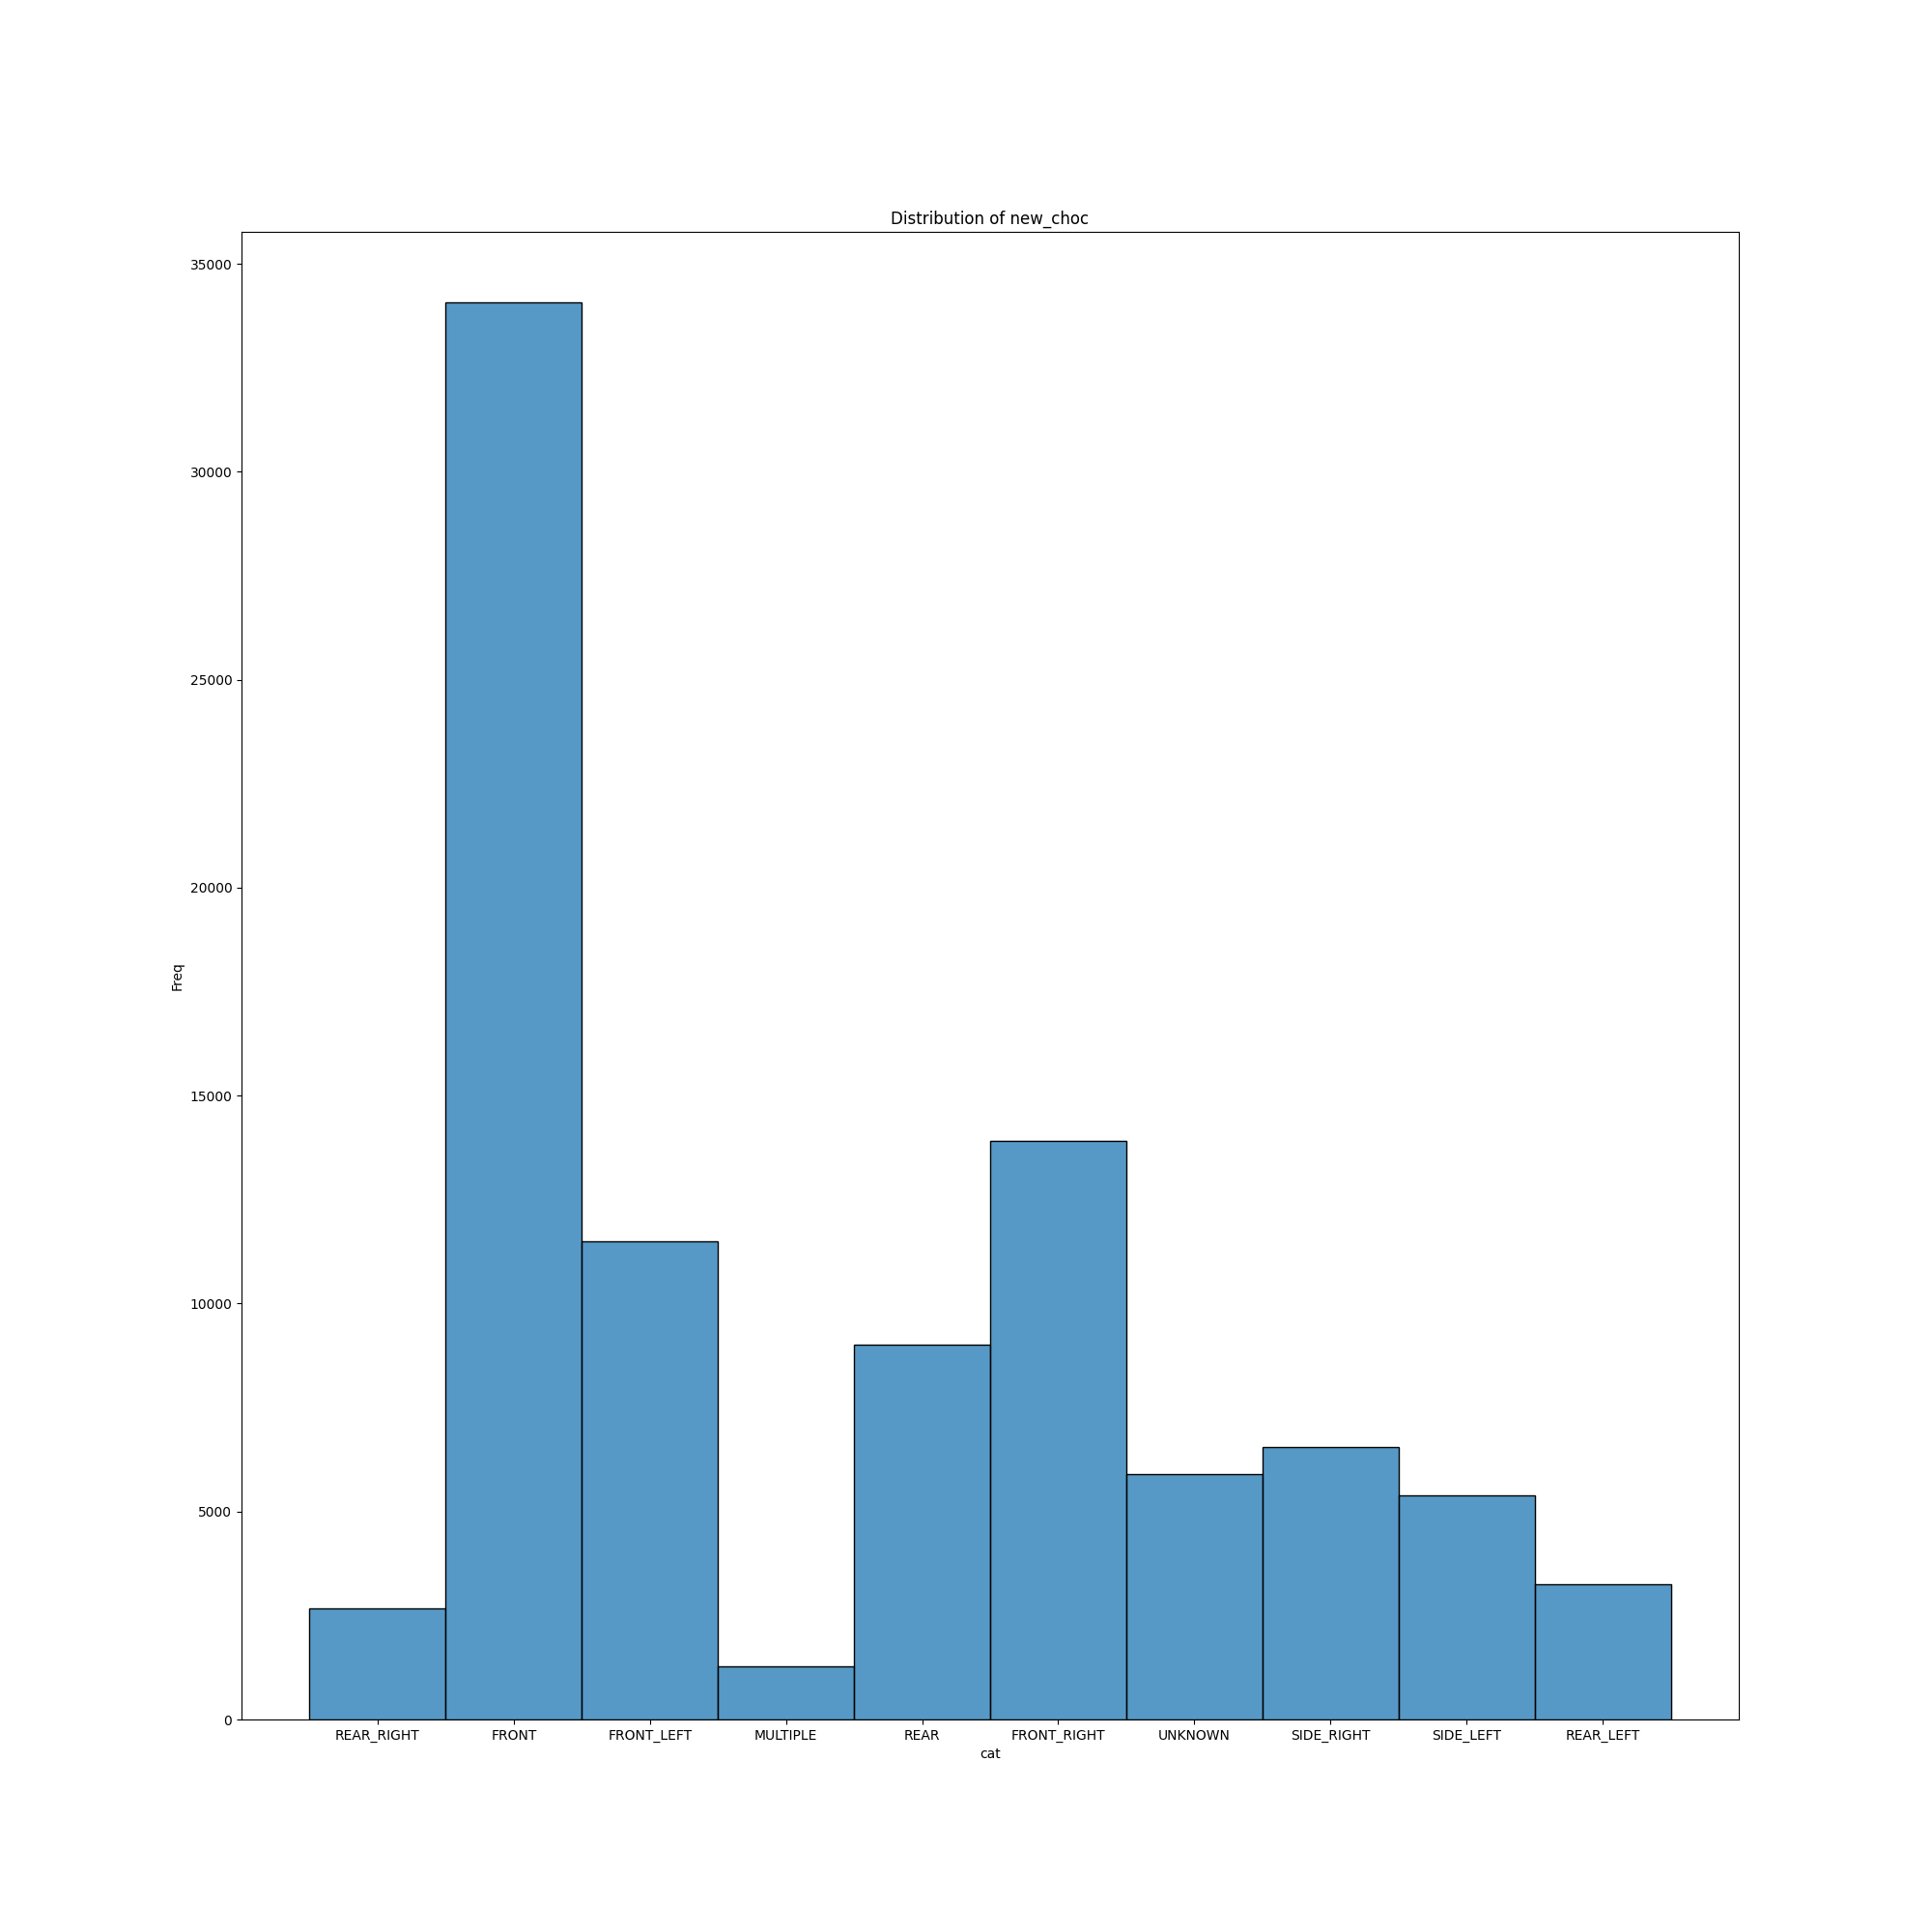 Distribution of new_choc
35000
30000
25000
20000
15000
10000
5000
0
Freq
REAR_RIGHT FRONT FRONT_LEFT MULTIPLE REAR FRONT_RIGHT UNKNOWN SIDE_RIGHT SIDE_LEFT REAR_LEFT
cat